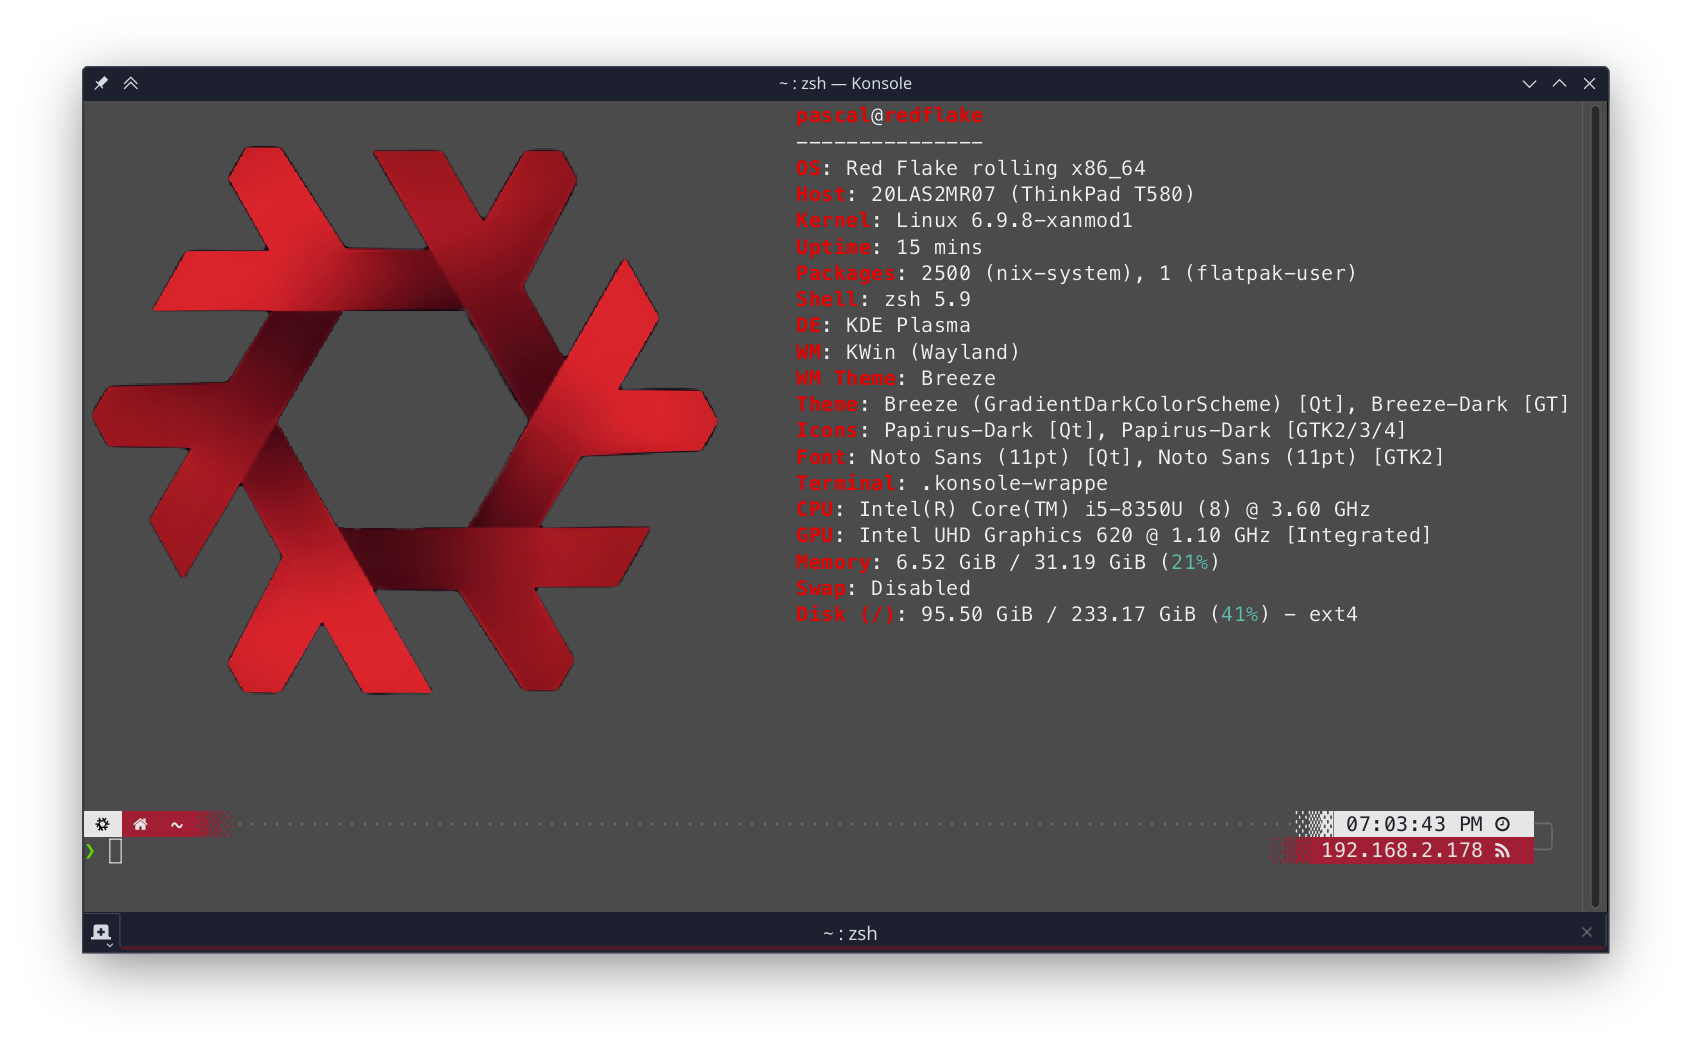 ~ : zsh — Konsole
pascal@redflake
---------------
OS: Red Flake rolling x86_64
Host: 20LAS2MR07 (ThinkPad T580)
Kernel: Linux 6.9.8-xanmod1
Uptime: 15 mins
Packages: 2500 (nix-system), 1 (flatpak-user)
Shell: zsh 5.9
DE: KDE Plasma
WM: KWin (Wayland)
WM Theme: Breeze
Theme: Breeze (GradientDarkColorScheme) [Qt], Breeze-Dark [GT]
Icons: Papirus-Dark [Qt], Papirus-Dark [GTK2/3/4]
Font: Noto Sans (11pt) [Qt], Noto Sans (11pt) [GTK2]
Terminal: .konsole-wrappe
CPU: Intel(R) Core(TM) i5-8350U (8) @ 3.60 GHz
GPU: Intel UHD Graphics 620 @ 1.10 GHz [Integrated]
Memory: 6.52 GiB / 31.19 GiB (21%)
Swap: Disabled
Disk (/): 95.50 GiB / 233.17 GiB (41%) - ext4
~ 07:03:43 PM
❯ 192.168.2.178
~ : zsh